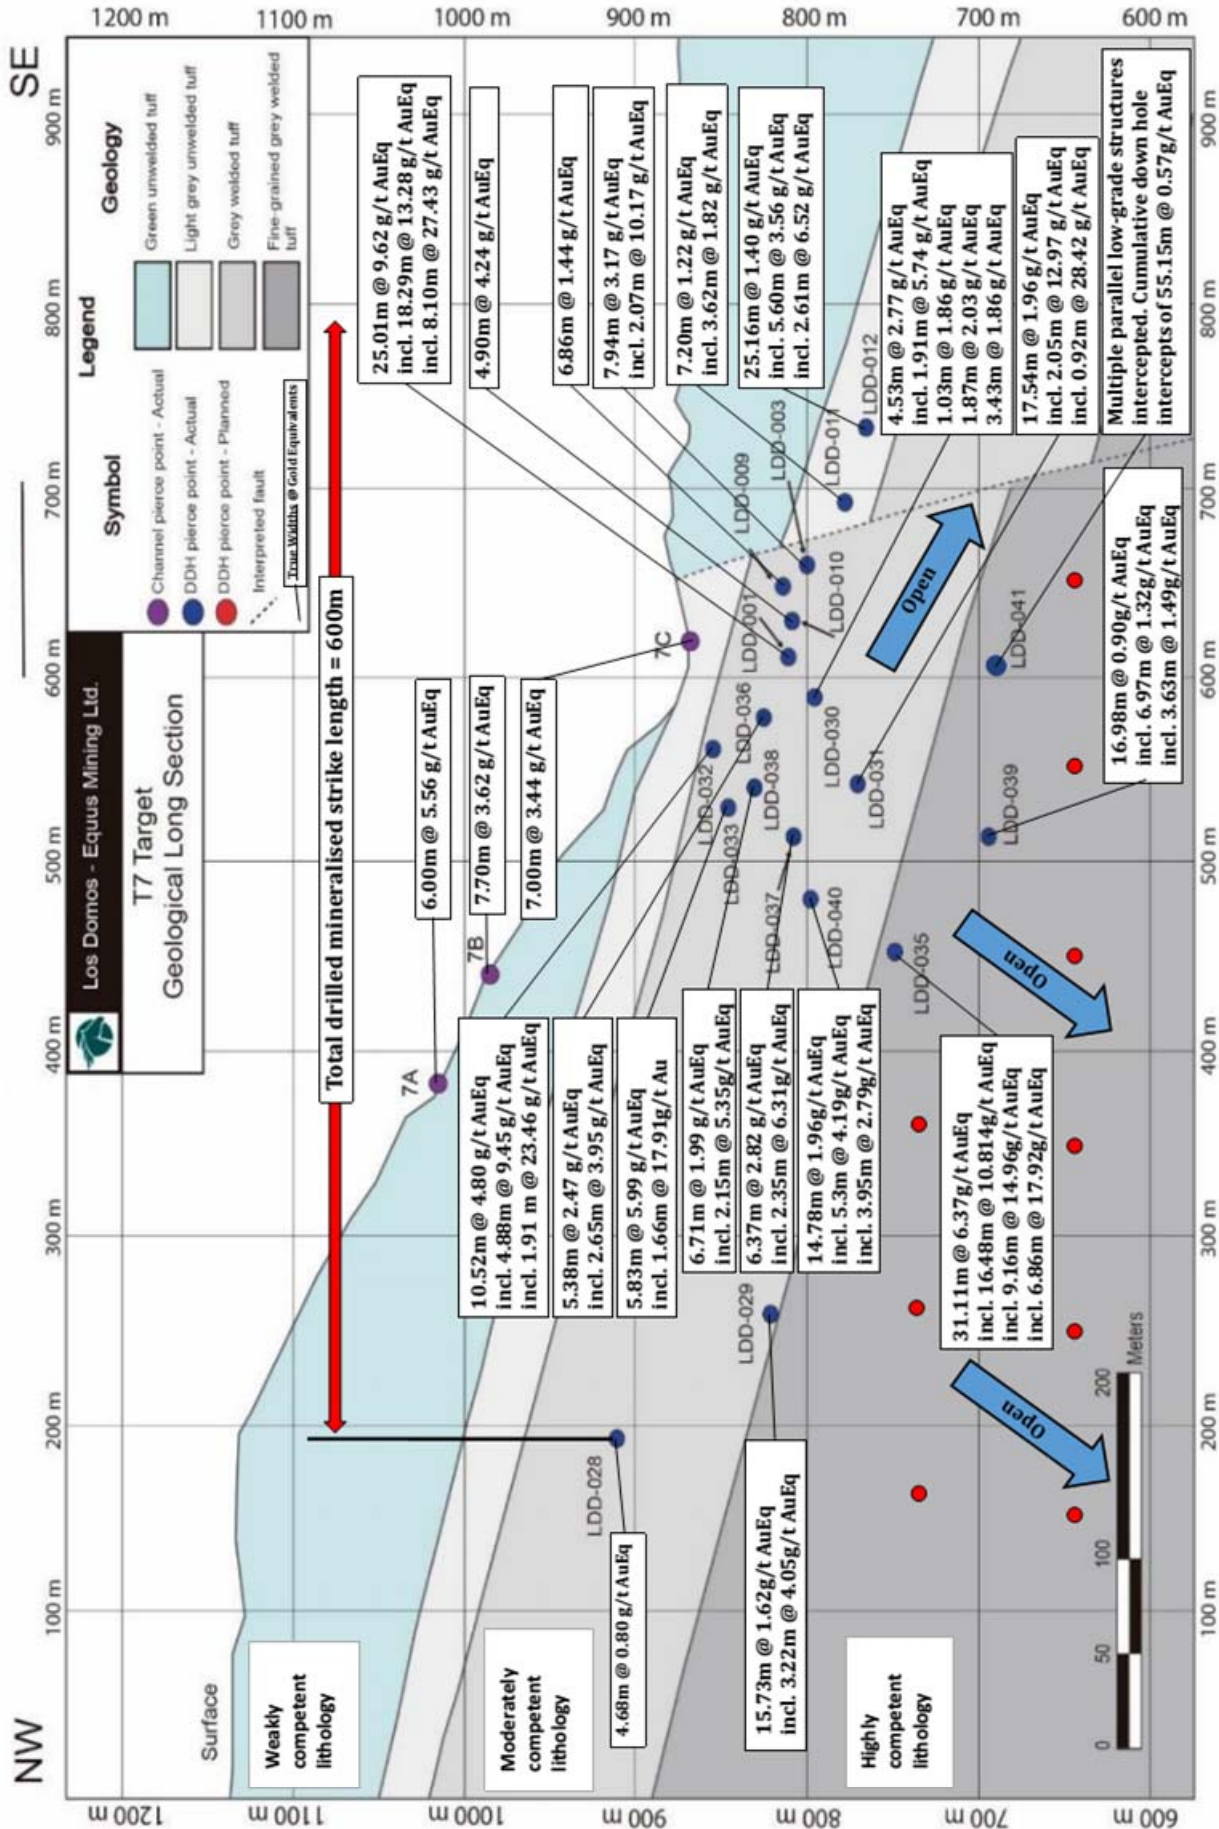 NW
SE
100 m
200 m
300 m
400 m
500 m
600 m
700 m
800 m
900 m
1200 m
1100 m
1000 m
900 m
800 m
700 m
600 m
1200 m
1100 m
1000 m
900 m
800 m
700 m
600 m
Los Domos - Equus Mining Ltd.
T7 Target
Geological Long Section
Legend
Symbol
Channel pierce point - Actual
DDH pierce point - Actual
DDH pierce point - Planned
Interpreted fault
True Widths @ Gold Equivalents
Geology
Green unwelded tuff
Light grey unwelded tuff
Grey welded tuff
Fine-grained grey welded
tuff
Total drilled mineralised strike length = 600m
Surface
Weakly
competent
lithology
Moderately
competent
lithology
Highly
competent
lithology
7A
7B
7C
6.00m @ 5.56 g/t AuEq
7.70m @ 3.62 g/t AuEq
7.00m @ 3.44 g/t AuEq
25.01m @ 9.62 g/t AuEq
incl. 18.29m @ 13.28 g/t AuEq
incl. 8.10m @ 27.43 g/t AuEq
4.90m @ 4.24 g/t AuEq
6.86m @ 1.44 g/t AuEq
7.94m @ 3.17 g/t AuEq
incl. 2.07m @ 10.17 g/t AuEq
7.20m @ 1.22 g/t AuEq
incl. 3.62m @ 1.82 g/t AuEq
25.16m @ 1.40 g/t AuEq
incl. 5.60m @ 3.56 g/t AuEq
incl. 2.61m @ 6.52 g/t AuEq
4.53m @ 2.77 g/t AuEq
incl. 1.91m @ 5.74 g/t AuEq
1.03m @ 1.86 g/t AuEq
1.87m @ 2.03 g/t AuEq
3.43m @ 1.86 g/t AuEq
17.54m @ 1.96 g/t AuEq
incl. 2.05m @ 12.97 g/t AuEq
incl. 0.92m @ 28.42 g/t AuEq
Multiple parallel low-grade structures
intercepted. Cumulative down hole
intercepts of 55.15m @ 0.57g/t AuEq
16.98m @ 0.90g/t AuEq
incl. 6.97m @ 1.32g/t AuEq
incl. 3.63m @ 1.49g/t AuEq
10.52m @ 4.80 g/t AuEq
incl. 4.88m @ 9.45 g/t AuEq
incl. 1.91 m @ 23.46 g/t AuEq
5.38m @ 2.47 g/t AuEq
incl. 2.65m @ 3.95g/t AuEq
5.83m @ 5.99 g/t AuEq
incl. 1.66m @ 17.91g/t Au
6.71m @ 1.99 g/t AuEq
incl. 2.15m @ 5.35g/t AuEq
6.37m @ 2.82 g/t AuEq
incl. 2.35m @ 6.31g/t AuEq
14.78m @ 1.96g/t AuEq
incl. 5.3m @ 4.19g/t AuEq
incl. 3.95m @ 2.79g/t AuEq
31.11m @ 6.37g/t AuEq
incl. 16.48m @ 10.814g/t AuEq
incl. 9.16m @ 14.96g/t AuEq
incl. 6.86m @ 17.92g/t AuEq
4.68m @ 0.80 g/t AuEq
15.73m @ 1.62g/t AuEq
incl. 3.22m @ 4.05g/t AuEq
LDD-028
LDD-029
LDD-032
LDD-033
LDD-036
LDD-038
LDD-037
LDD-040
LDD-035
LDD-001
LDD-009
LDD-003
LDD-010
LDD-011
LDD-012
LDD-030
LDD-031
LDD-039
LDD-041
Open
Open
Open
0
50
100
200
Meters
100 m
200 m
300 m
400 m
500 m
600 m
700 m
800 m
900 m